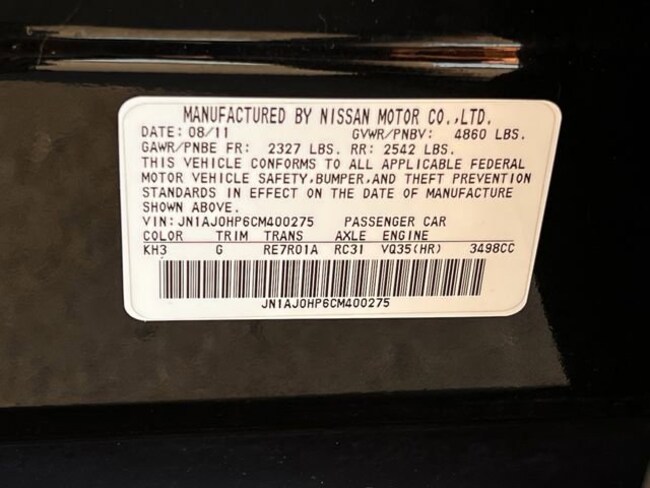 MANUFACTURED BY NISSAN MOTOR CO.,LTD.
DATE: 08/11 GVWR/PNBV: 4860 LBS.
GAWR/PNBE FR: 2327 LBS. RR: 2542 LBS.
THIS VEHICLE CONFORMS TO ALL APPLICABLE FEDERAL
MOTOR VEHICLE SAFETY,BUMPER,AND THEFT PREVENTION
STANDARDS IN EFFECT ON THE DATE OF MANUFACTURE
SHOWN ABOVE.
VIN: JN1AJ0HP6CM400275 PASSENGER CAR
COLOR TRIM TRANS AXLE ENGINE
KH3 G RE7R01A RC31 VQ35(HR) 3498CC
JN1AJ0HP6CM400275